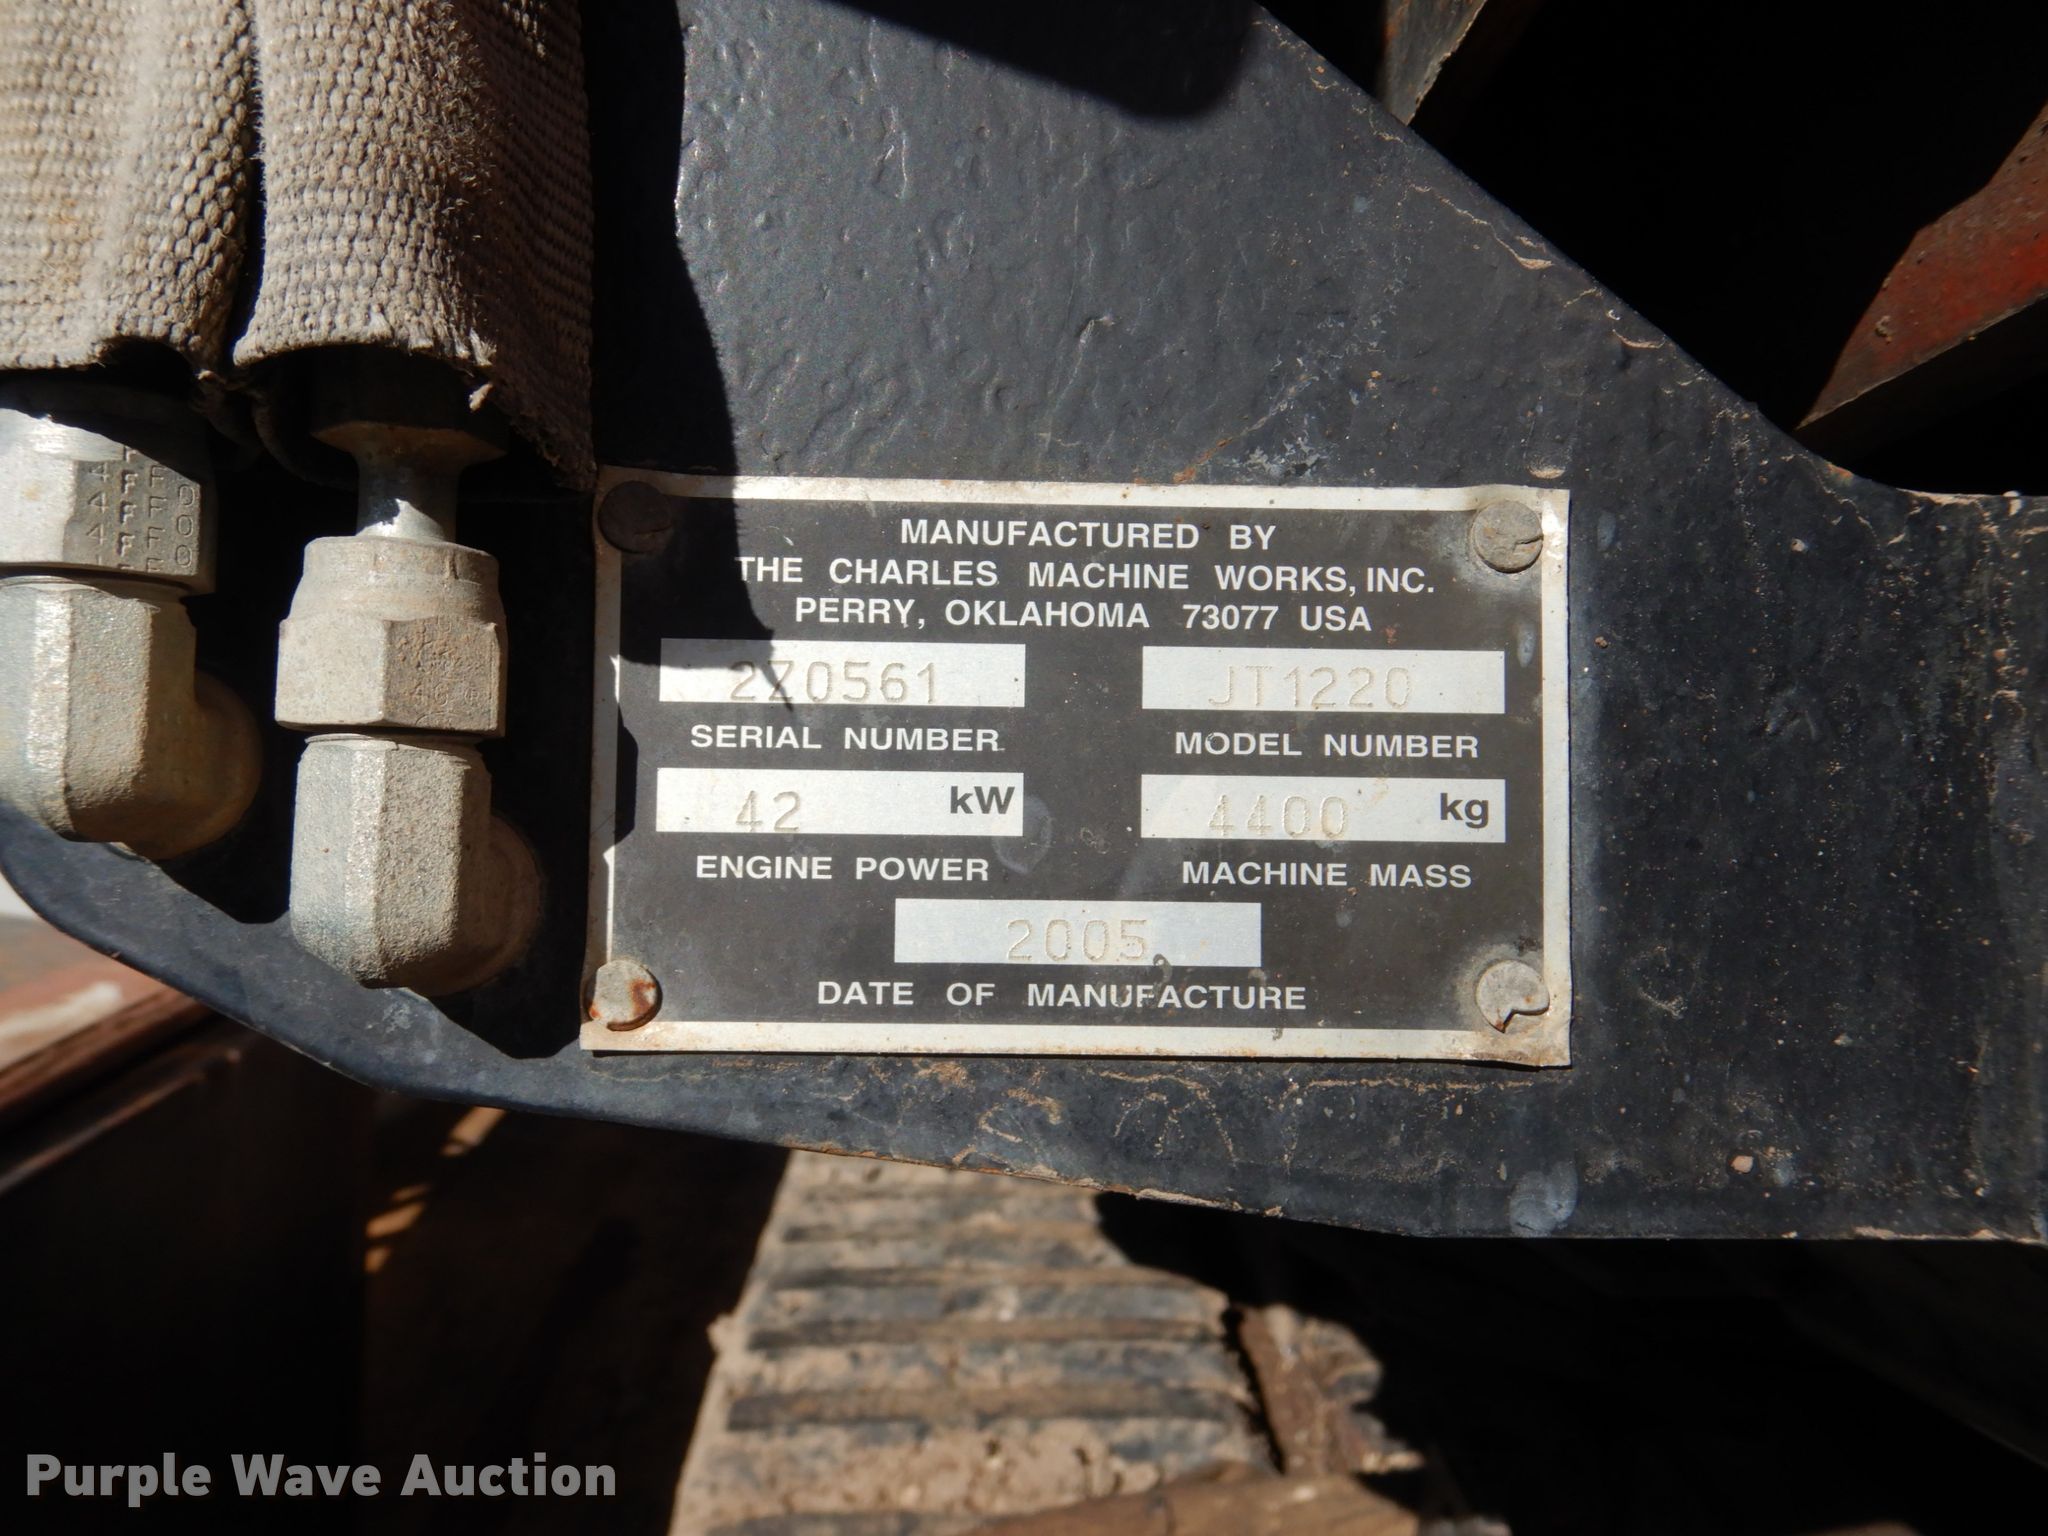 MANUFACTURED BY
THE CHARLES MACHINE WORKS, INC.
PERRY, OKLAHOMA 73077 USA
2Z0561 JT1220
SERIAL NUMBER MODEL NUMBER
42 kW 4400 kg
ENGINE POWER MACHINE MASS
2005
DATE OF MANUFACTURE
Purple Wave Auction